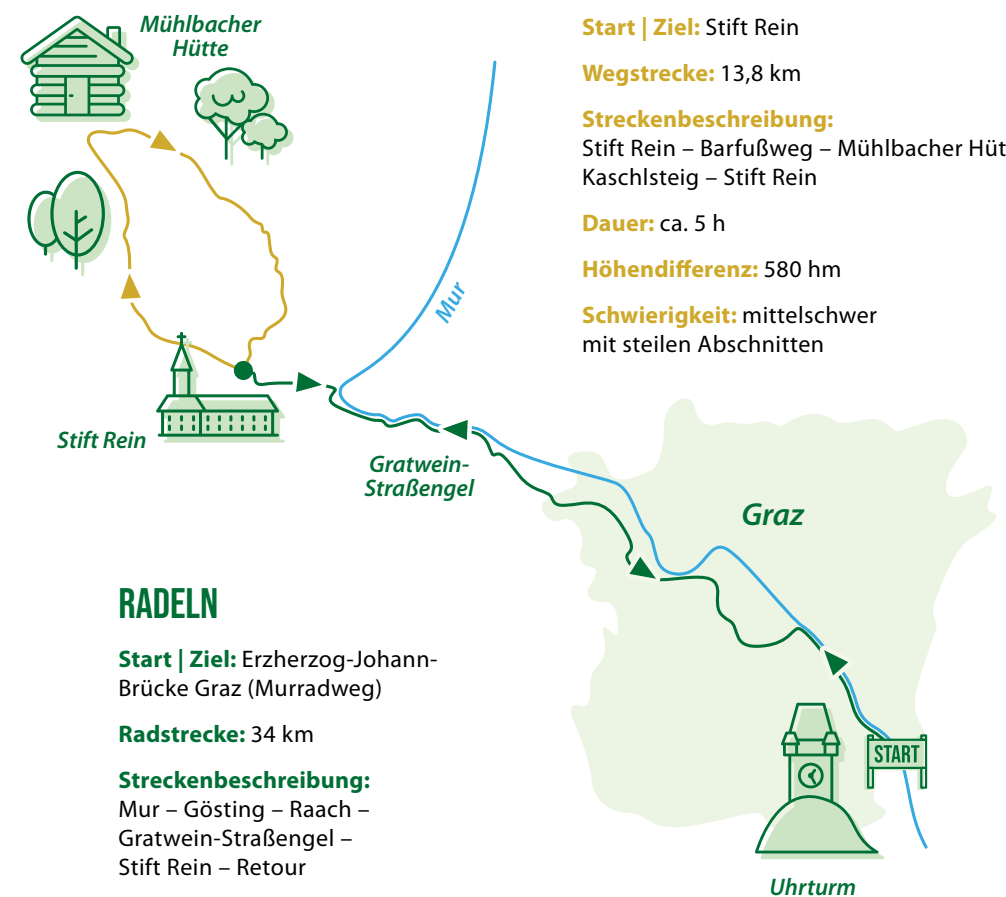 Mühlbacher
Hütte
Start | Ziel: Stift Rein
Wegstrecke: 13,8 km
Streckenbeschreibung:
Stift Rein – Barfußweg – Mühlbacher Hüt
Kaschlsteig – Stift Rein
Dauer: ca. 5 h
Höhendifferenz: 580 hm
Schwierigkeit: mittelschwer
mit steilen Abschnitten
Mur
Stift Rein
Gratwein-
Straßengel
Graz
RADELN
Start | Ziel: Erzherzog-Johann-
Brücke Graz (Murradweg)
Radstrecke: 34 km
Streckenbeschreibung:
Mur – Gösting – Raach –
Gratwein-Straßengel –
Stift Rein – Retour
START
Uhrturm